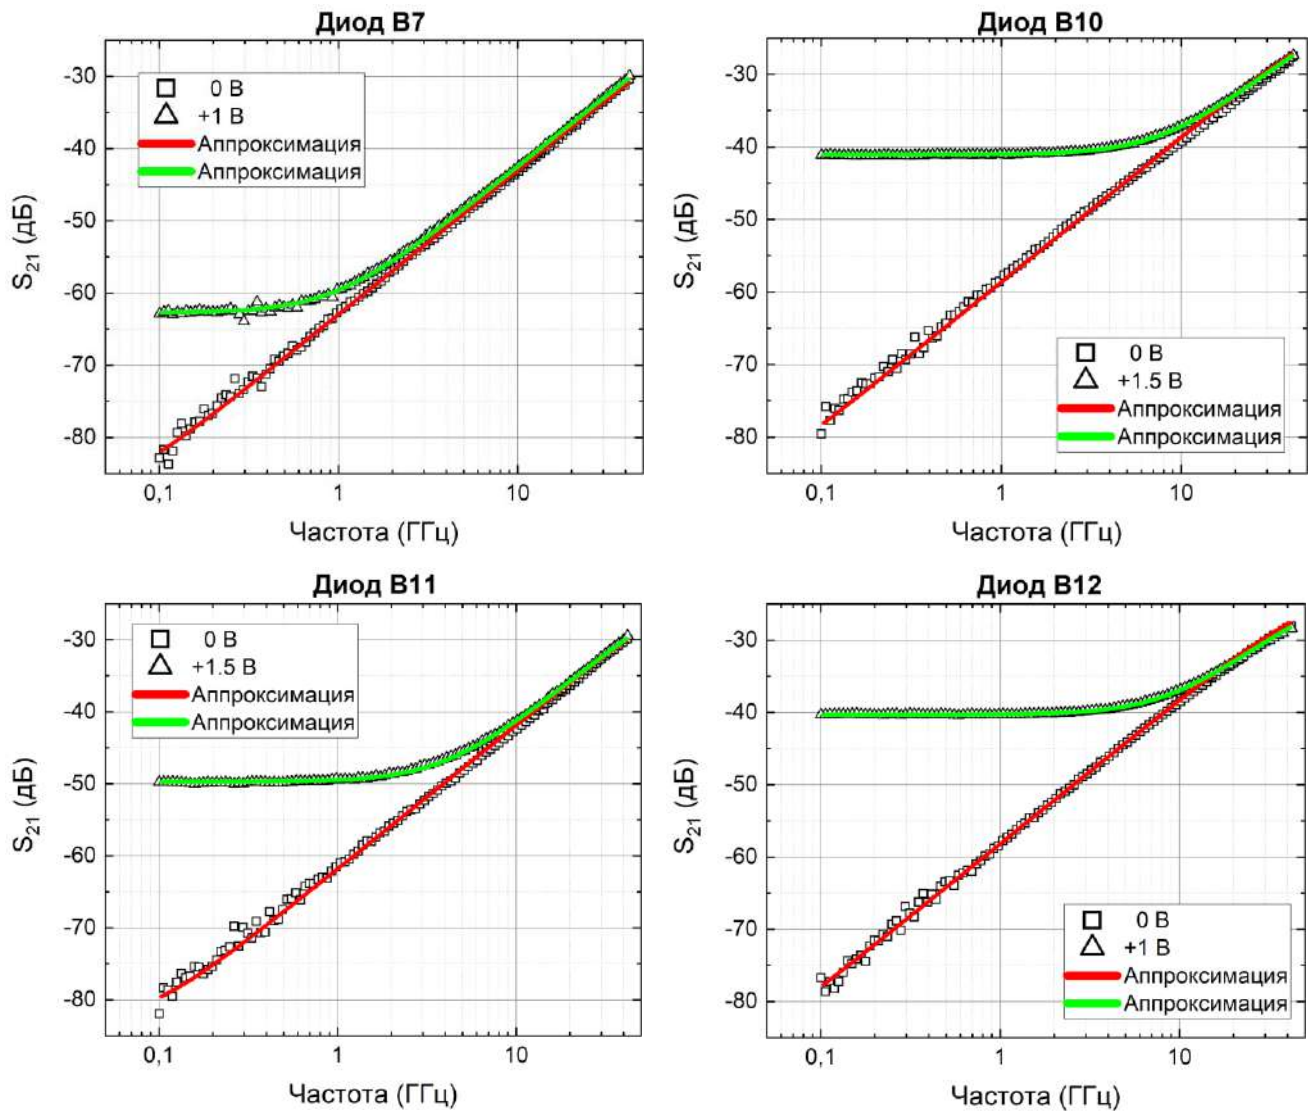 Диод B7
S21 (дБ)
-30
-40
-50
-60
-70
-80
0 В
+1 В
Аппроксимация
Аппроксимация
0,1
1
10
Частота (ГГц)
Диод B10
S21 (дБ)
-30
-40
-50
-60
-70
-80
0 В
+1.5 В
Аппроксимация
Аппроксимация
0,1
1
10
Частота (ГГц)
Диод B11
S21 (дБ)
-30
-40
-50
-60
-70
-80
0 В
+1.5 В
Аппроксимация
Аппроксимация
0,1
1
10
Частота (ГГц)
Диод B12
S21 (дБ)
-30
-40
-50
-60
-70
-80
0 В
+1 В
Аппроксимация
Аппроксимация
0,1
1
10
Частота (ГГц)